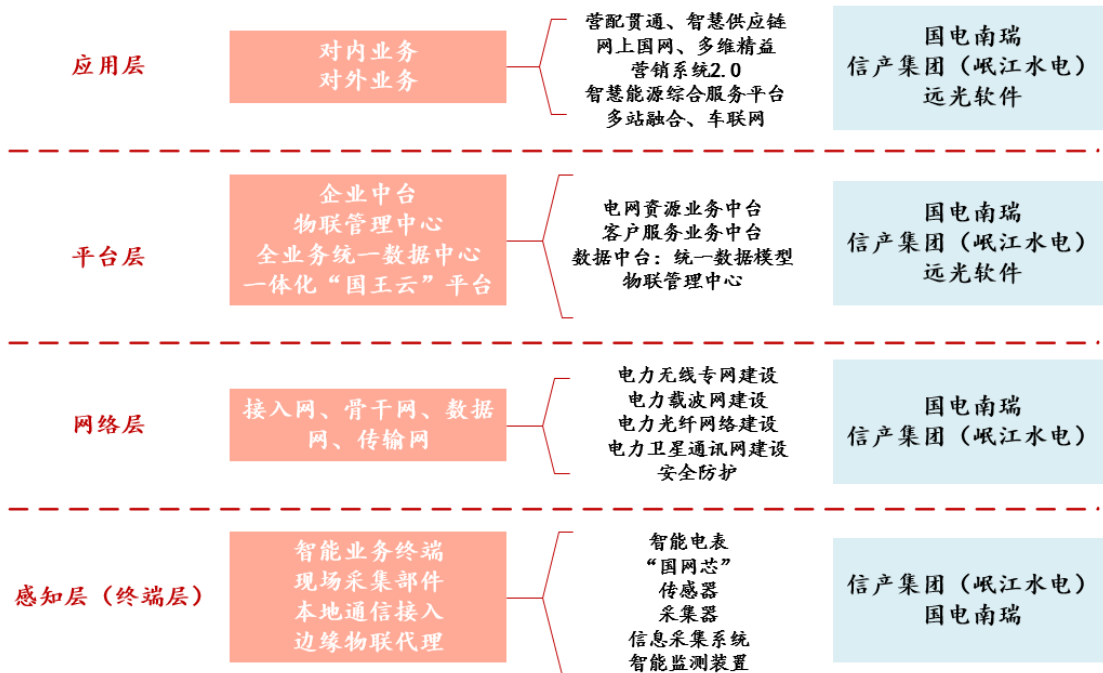 应用层
对内业务
对外业务
营配贯通、智慧供应链
网上国网、多维精益
营销系统2.0
智慧能源综合服务平台
多站融合、车联网
国电南瑞
信产集团（岷江水电）
远光软件
平台层
企业中台
物联管理中心
全业务统一数据中心
一体化“国王云”平台
电网资源业务中台
客户服务业务中台
数据中台：统一数据模型
物联管理中心
国电南瑞
信产集团（岷江水电）
远光软件
网络层
接入网、骨干网、数据
网、传输网
电力无线专网建设
电力载波网建设
电力光纤网络建设
电力卫星通讯网建设
安全防护
国电南瑞
信产集团（岷江水电）
感知层（终端层）
智能业务终端
现场采集部件
本地通信接入
边缘物联代理
智能电表
“国网芯”
传感器
采集器
信息采集系统
智能监测装置
信产集团（岷江水电）
国电南瑞